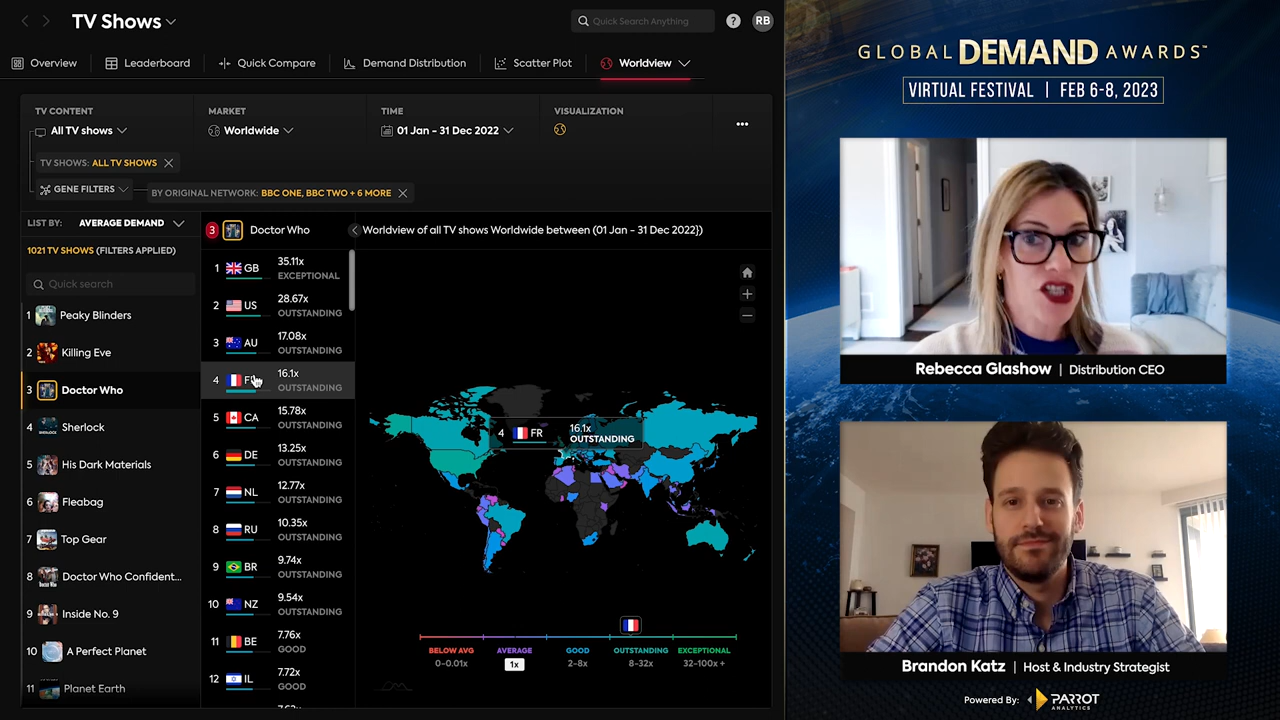 TV Shows
Quick Search Anything
?
RB
Overview
Leaderboard
Quick Compare
Demand Distribution
Scatter Plot
Worldview
TV CONTENT
All TV shows
MARKET
Worldwide
TIME
01 Jan - 31 Dec 2022
VISUALIZATION
TV SHOWS: ALL TV SHOWS
GENE FILTERS
BY ORIGINAL NETWORK: BBC ONE, BBC TWO + 6 MORE
LIST BY: AVERAGE DEMAND
1021 TV SHOWS (FILTERS APPLIED)
Quick search
1 Peaky Blinders
2 Killing Eve
3 Doctor Who
4 Sherlock
5 His Dark Materials
6 Fleabag
7 Top Gear
8 Doctor Who Confident...
9 Inside No. 9
10 A Perfect Planet
11 Planet Earth
3 Doctor Who
1 GB 35.11x
EXCEPTIONAL
2 US 28.67x
OUTSTANDING
3 AU 17.08x
OUTSTANDING
4 FR 16.1x
OUTSTANDING
5 CA 15.78x
OUTSTANDING
6 DE 13.25x
OUTSTANDING
7 NL 12.77x
OUTSTANDING
8 RU 10.35x
OUTSTANDING
9 BR 9.74x
OUTSTANDING
10 NZ 9.54x
OUTSTANDING
11 BE 7.76x
GOOD
12 IL 7.72x
GOOD
Worldview of all TV shows Worldwide between (01 Jan - 31 Dec 2022})
4 FR 16.1x
OUTSTANDING
BELOW AVG AVERAGE GOOD OUTSTANDING EXCEPTIONAL
0-0.01x 1x 2-8x 8-32x 32-100x +
GLOBAL DEMAND AWARDS™
VIRTUAL FESTIVAL | FEB 6-8, 2023
Rebecca Glashow | Distribution CEO
Brandon Katz | Host & Industry Strategist
Powered By: PARROT
ANALYTICS